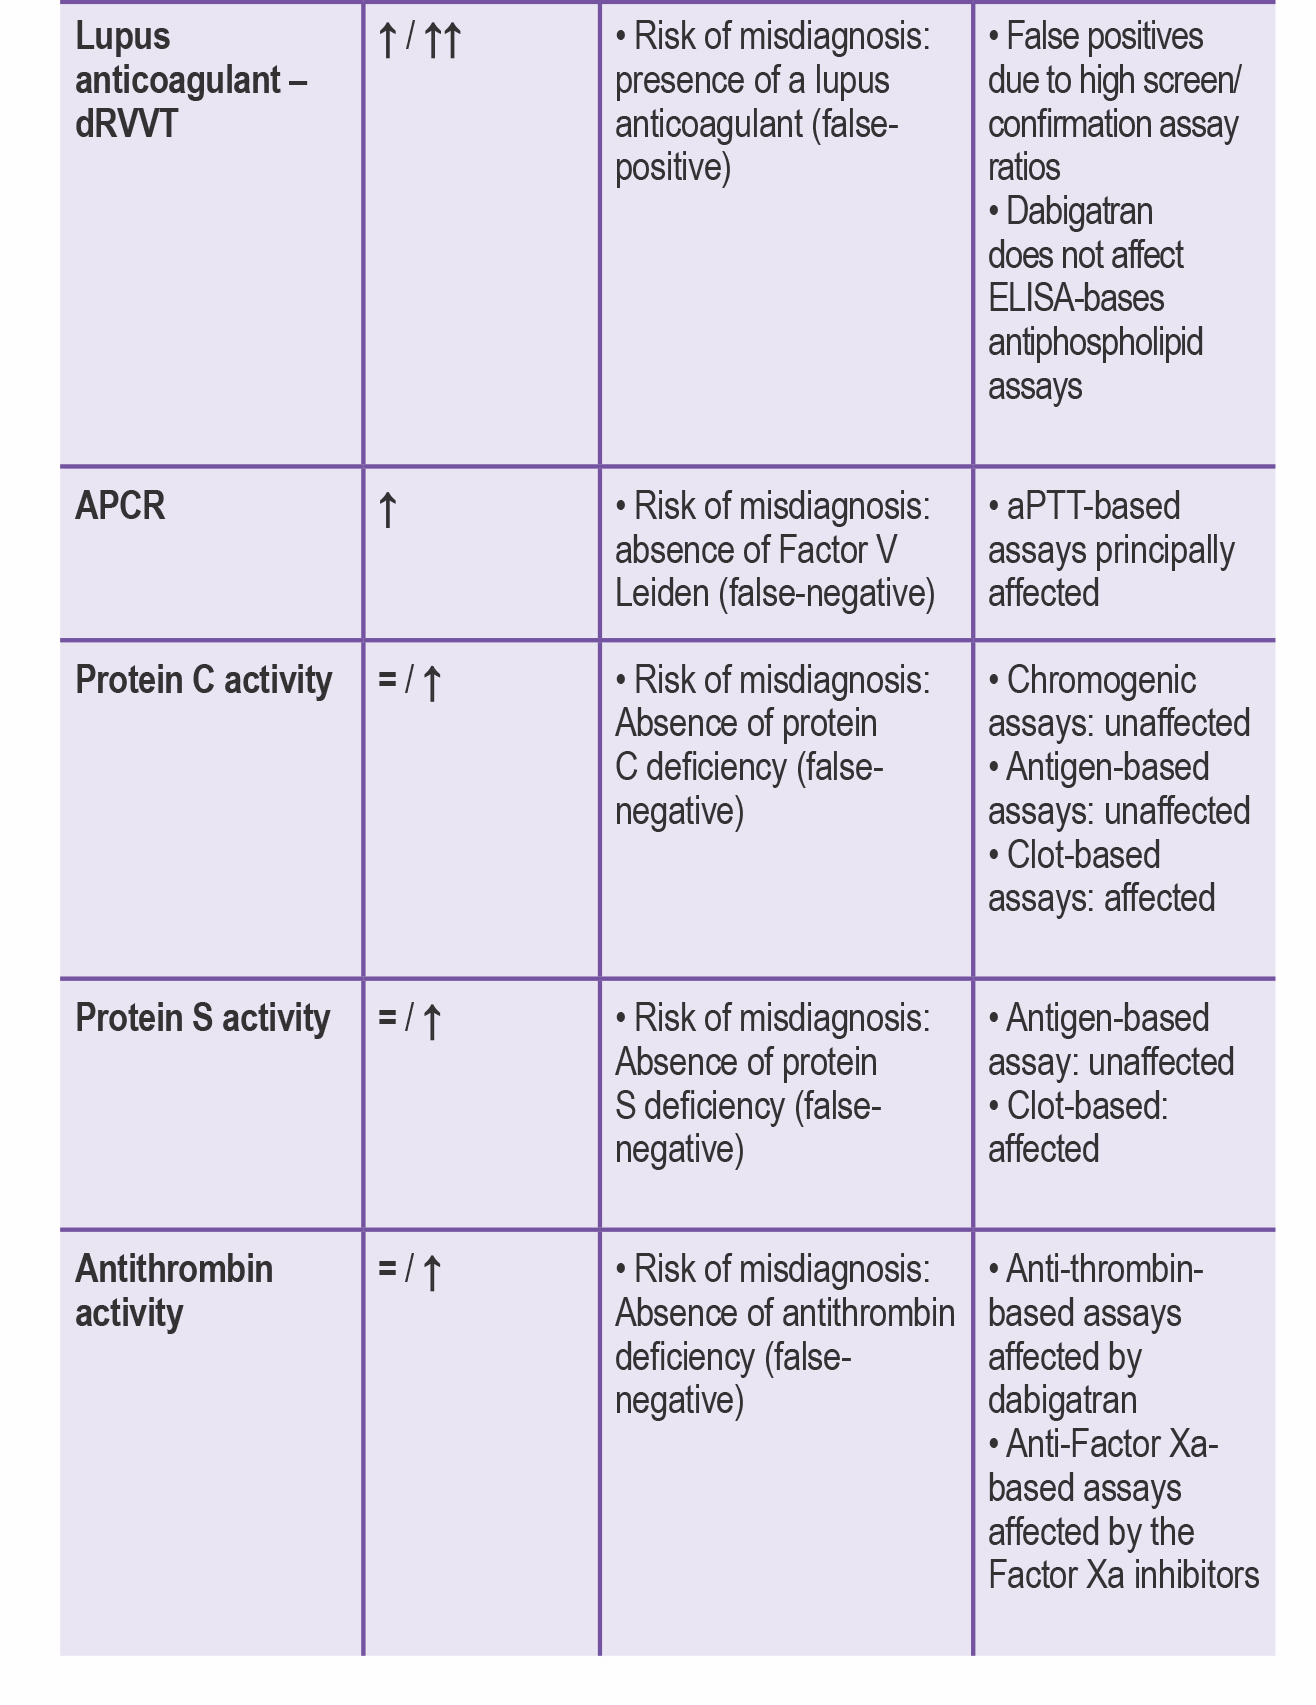 Lupus
anticoagulant –
dRVVT
↑ / ↑↑
• Risk of misdiagnosis:
presence of a lupus
anticoagulant (false-
positive)
• False positives
due to high screen/
confirmation assay
ratios
• Dabigatran
does not affect
ELISA-bases
antiphospholipid
assays
APCR
↑
• Risk of misdiagnosis:
absence of Factor V
Leiden (false-negative)
• aPTT-based
assays principally
affected
Protein C activity
= / ↑
• Risk of misdiagnosis:
Absence of protein
C deficiency (false-
negative)
• Chromogenic
assays: unaffected
• Antigen-based
assays: unaffected
• Clot-based
assays: affected
Protein S activity
= / ↑
• Risk of misdiagnosis:
Absence of protein
S deficiency (false-
negative)
• Antigen-based
assay: unaffected
• Clot-based:
affected
Antithrombin
activity
= / ↑
• Risk of misdiagnosis:
Absence of antithrombin
deficiency (false-
negative)
• Anti-thrombin-
based assays
affected by
dabigatran
• Anti-Factor Xa-
based assays
affected by the
Factor Xa inhibitors